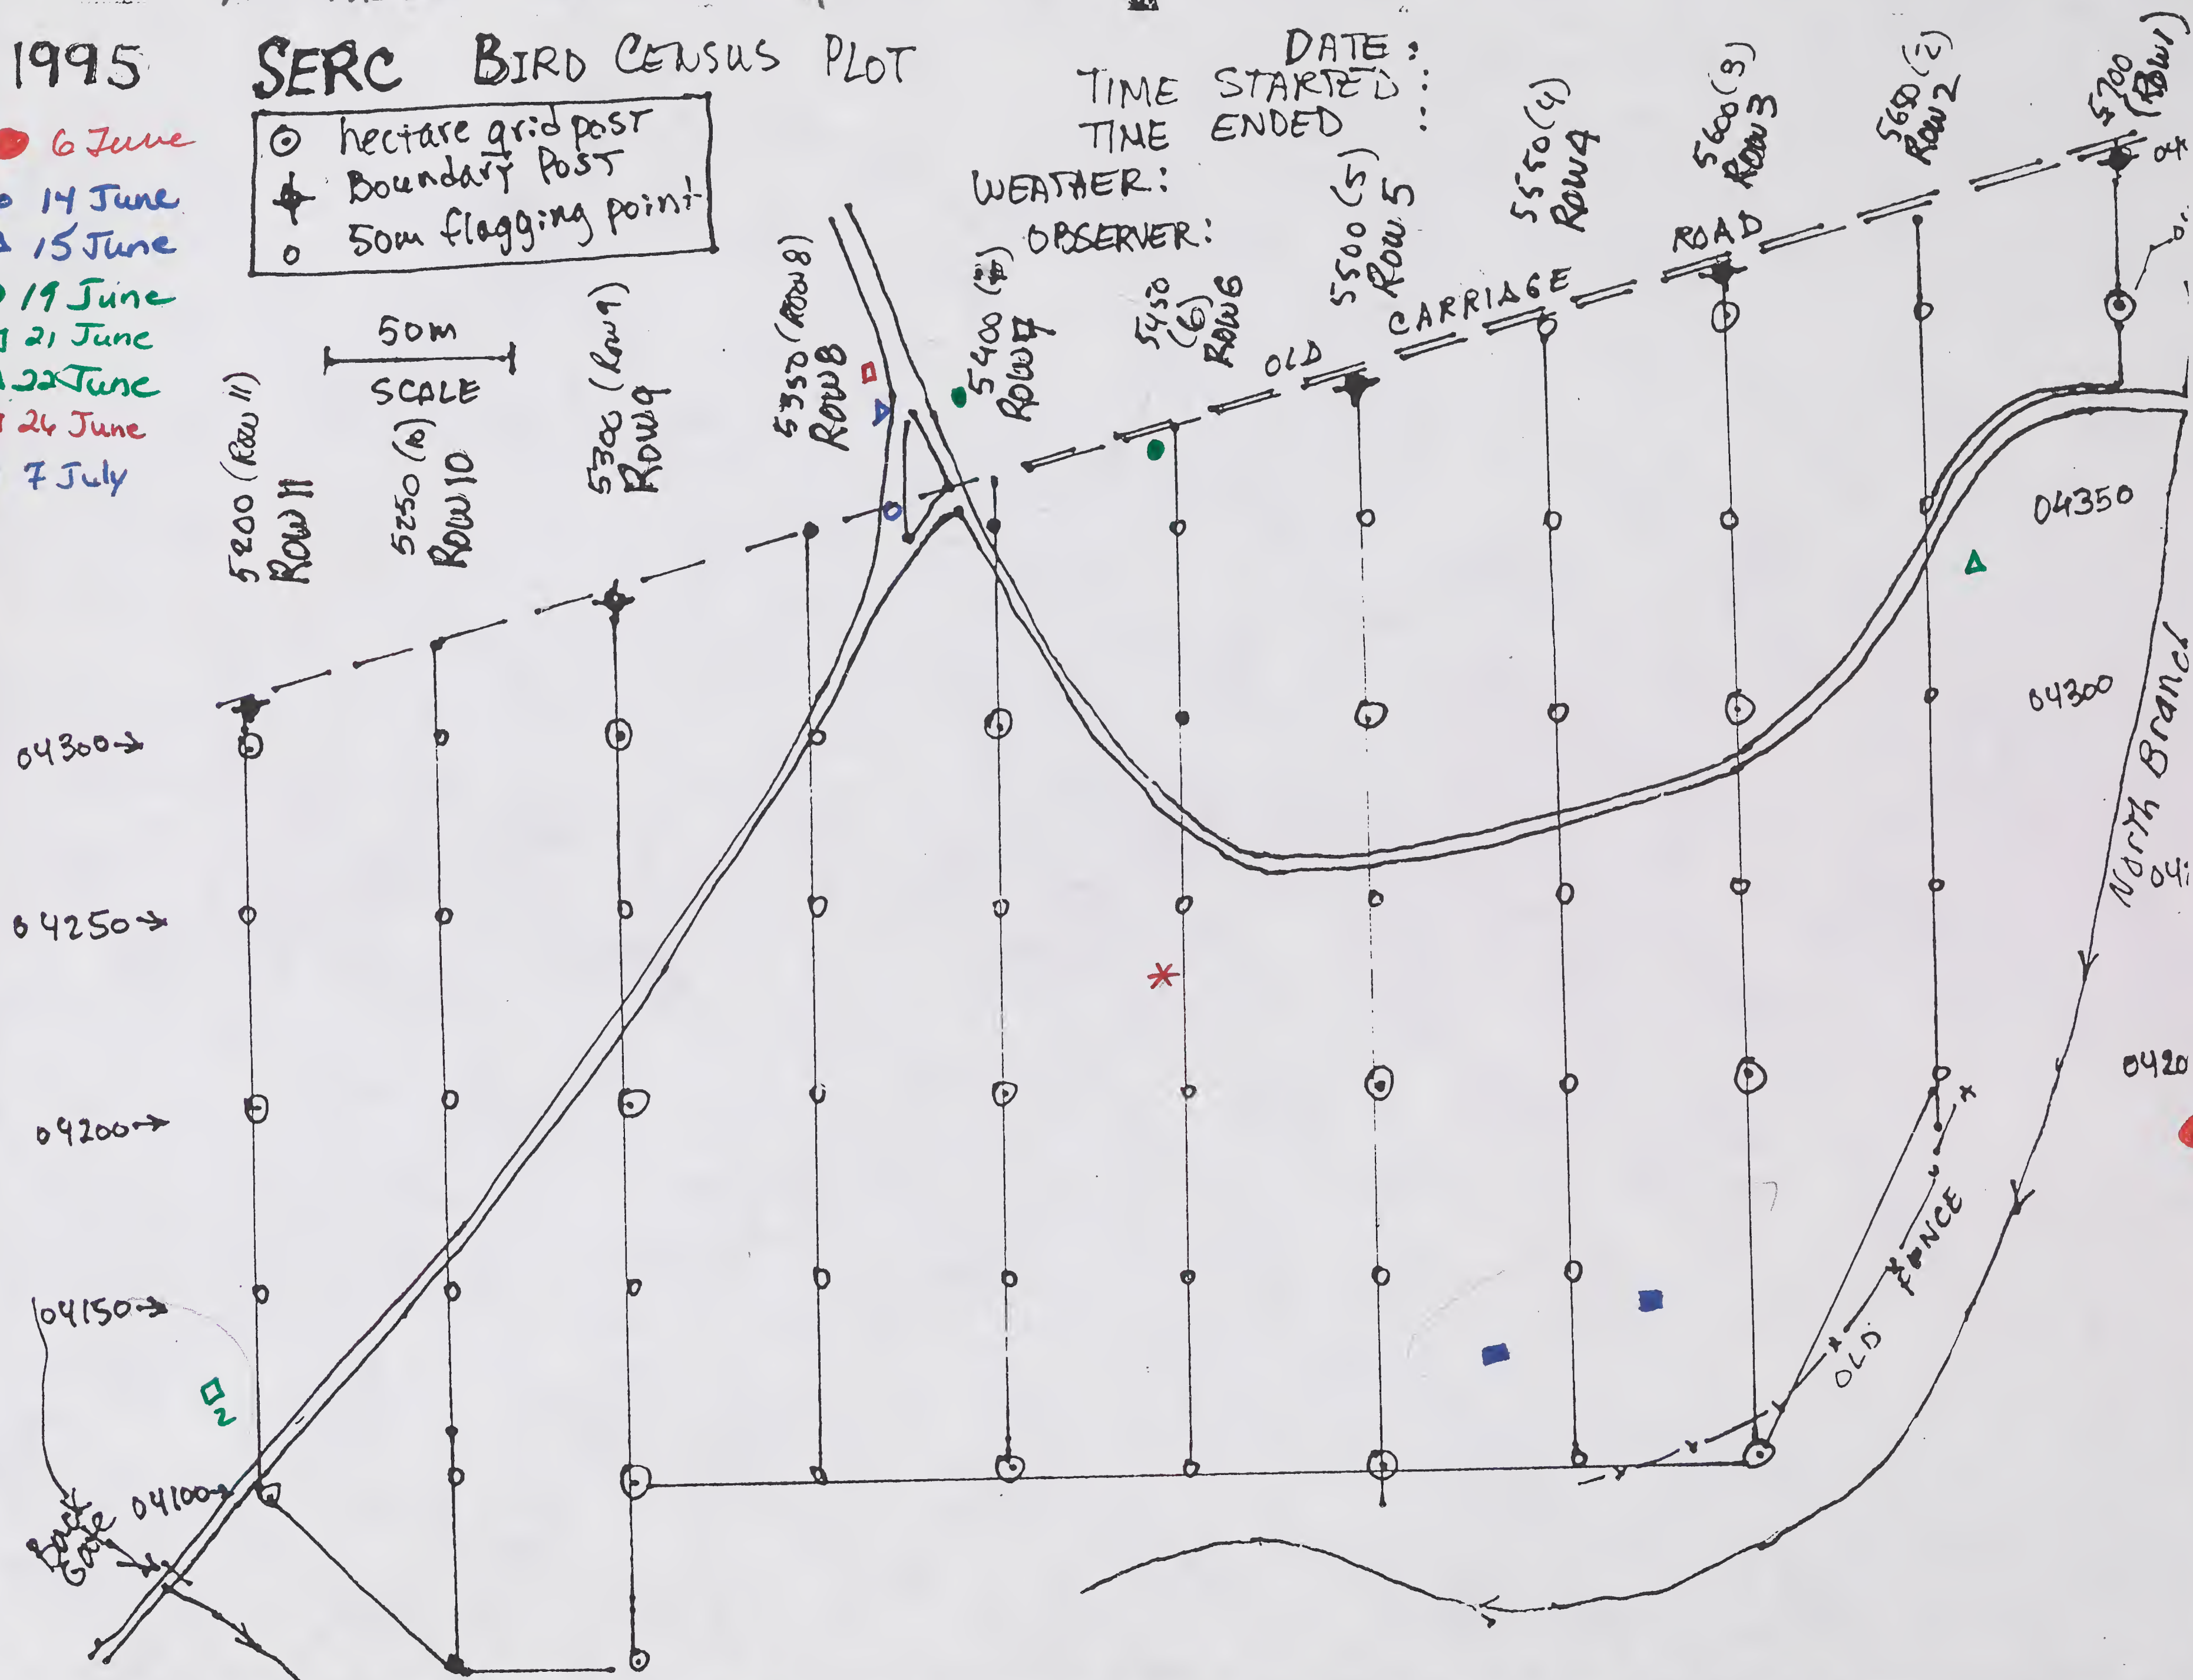 1995 SERC BIRD CENSUS PLOT
6 June
14 June
15 June
19 June
21 June
22 June
26 June
7 July
hectare gridpost
Boundary Post
50m flagging point
DATE :
TIME STARTED :
TIME ENDED :
WEATHER:
OBSERVER:
50m
SCALE
5200 (Row 11)
Row 11
5250 (10)
Row 10
5300 (Row 9)
Row 9
5350 (Row 8)
Row 8
5400
Row 7
5450
(6)
Row 6
5500 (5)
Row 5
5550 (4)
Row 4
5600 (3)
Row 3
5650 (2)
Row 2
5700
(Row 1)
OLD CARRIAGE ROAD
04350
04300
04300
North Branch
04250
04200
0420
04150
2
04100
Back
Gate
OLD FENCE